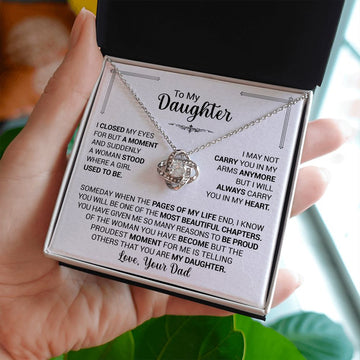 To My
Daughter
I CLOSED MY EYES
FOR BUT A MOMENT
AND SUDDENLY
A WOMAN STOOD
WHERE A GIRL
USED TO BE.
I MAY NOT
CARRY YOU IN MY
ARMS ANYMORE
BUT I WILL
ALWAYS CARRY
YOU IN MY HEART.
SOMEDAY WHEN THE PAGES OF MY LIFE END, I KNOW
YOU WILL BE ONE OF THE MOST BEAUTIFUL CHAPTERS.
YOU HAVE GIVEN ME SO MANY REASONS TO BE PROUD
OF THE WOMAN YOU HAVE BECOME BUT THE
PROUDEST MOMENT FOR ME IS TELLING
OTHERS THAT YOU ARE MY DAUGHTER.
Love, Your Dad